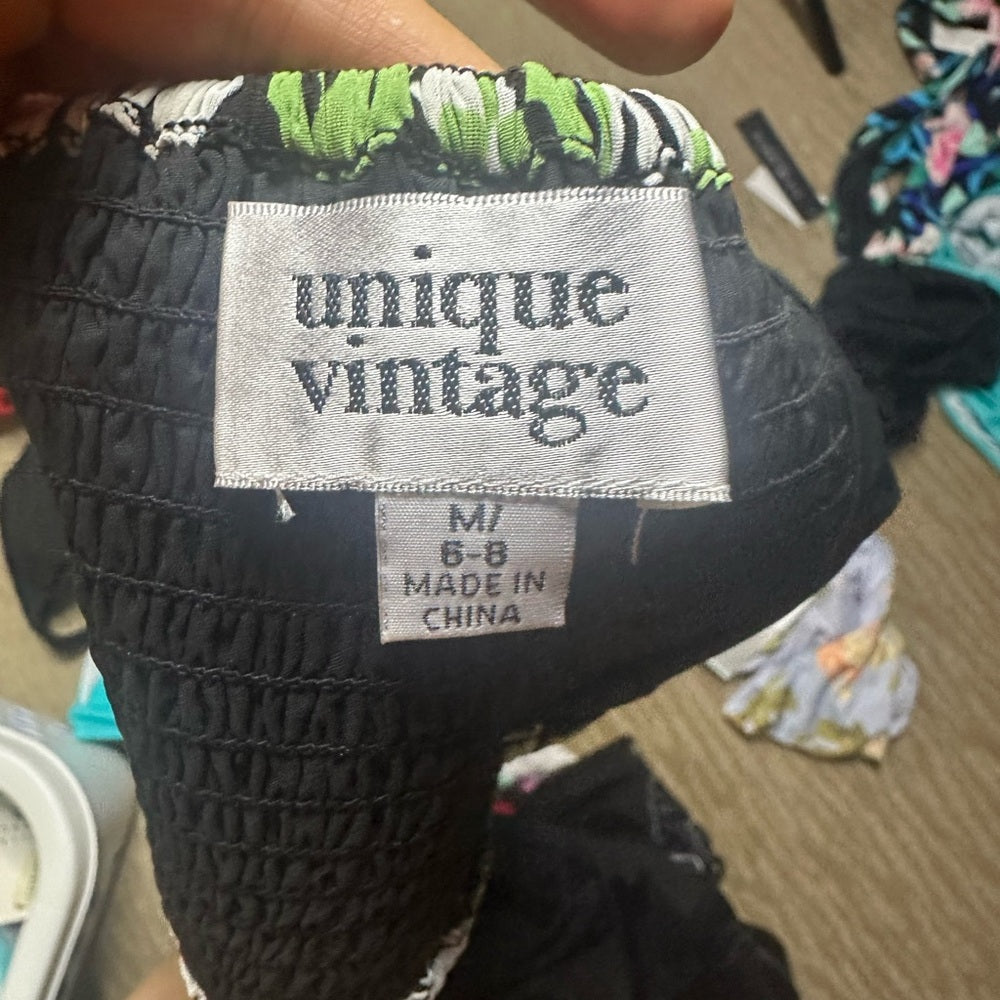 unique
vintage
M/
6-8
MADE IN
CHINA